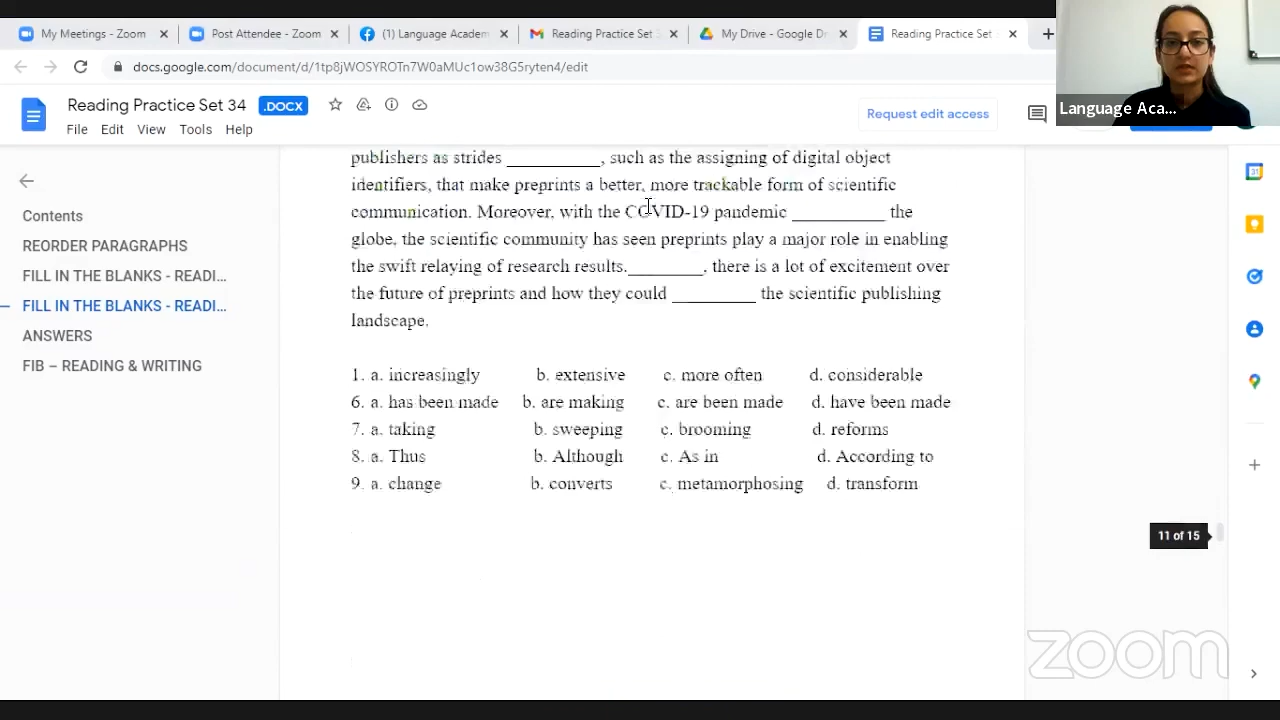 My Meetings - Zoom
Post Attendee - Zoom
(1) Language Academ
Reading Practice Set 3
My Drive - Google Dr
Reading Practice Set
docs.google.com/document/d/1tp8jWOSYROTn7W0aMUc1ow38G5ryten4/edit
Reading Practice Set 34 .DOCX
Request edit access
Language Aca...
File Edit View Tools Help
Contents
REORDER PARAGRAPHS
FILL IN THE BLANKS - READI...
FILL IN THE BLANKS - READI...
ANSWERS
FIB – READING & WRITING
publishers as strides __________, such as the assigning of digital object
identifiers, that make preprints a better, more trackable form of scientific
communication. Moreover, with the COVID-19 pandemic __________ the
globe, the scientific community has seen preprints play a major role in enabling
the swift relaying of research results.________, there is a lot of excitement over
the future of preprints and how they could _________ the scientific publishing
landscape.
1. a. increasingly b. extensive c. more often d. considerable
6. a. has been made b. are making c. are been made d. have been made
7. a. taking b. sweeping c. brooming d. reforms
8. a. Thus b. Although c. As in d. According to
9. a. change b. converts c. metamorphosing d. transform
11 of 15
31
zoom